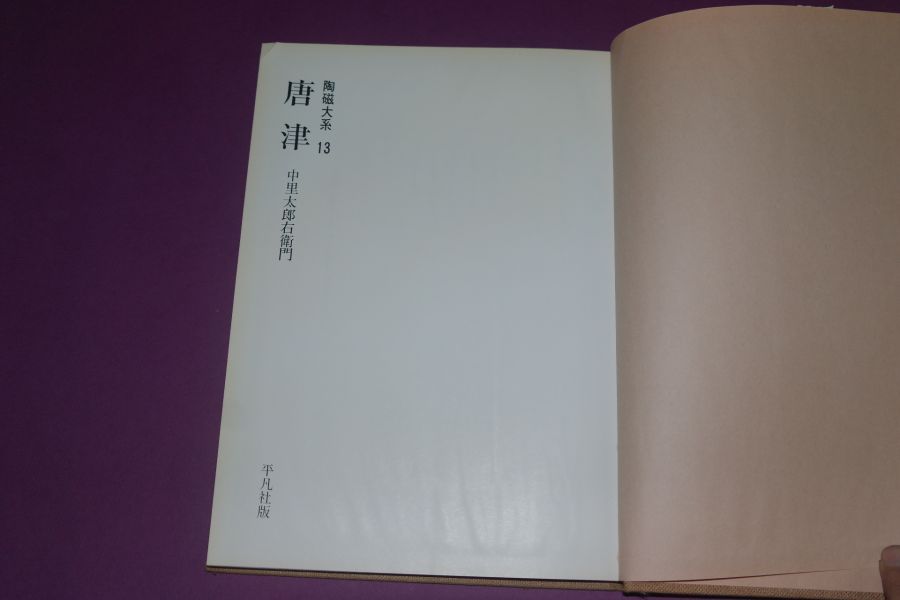 陶磁大系 13
唐津
中里太郎右衛門
平凡社版